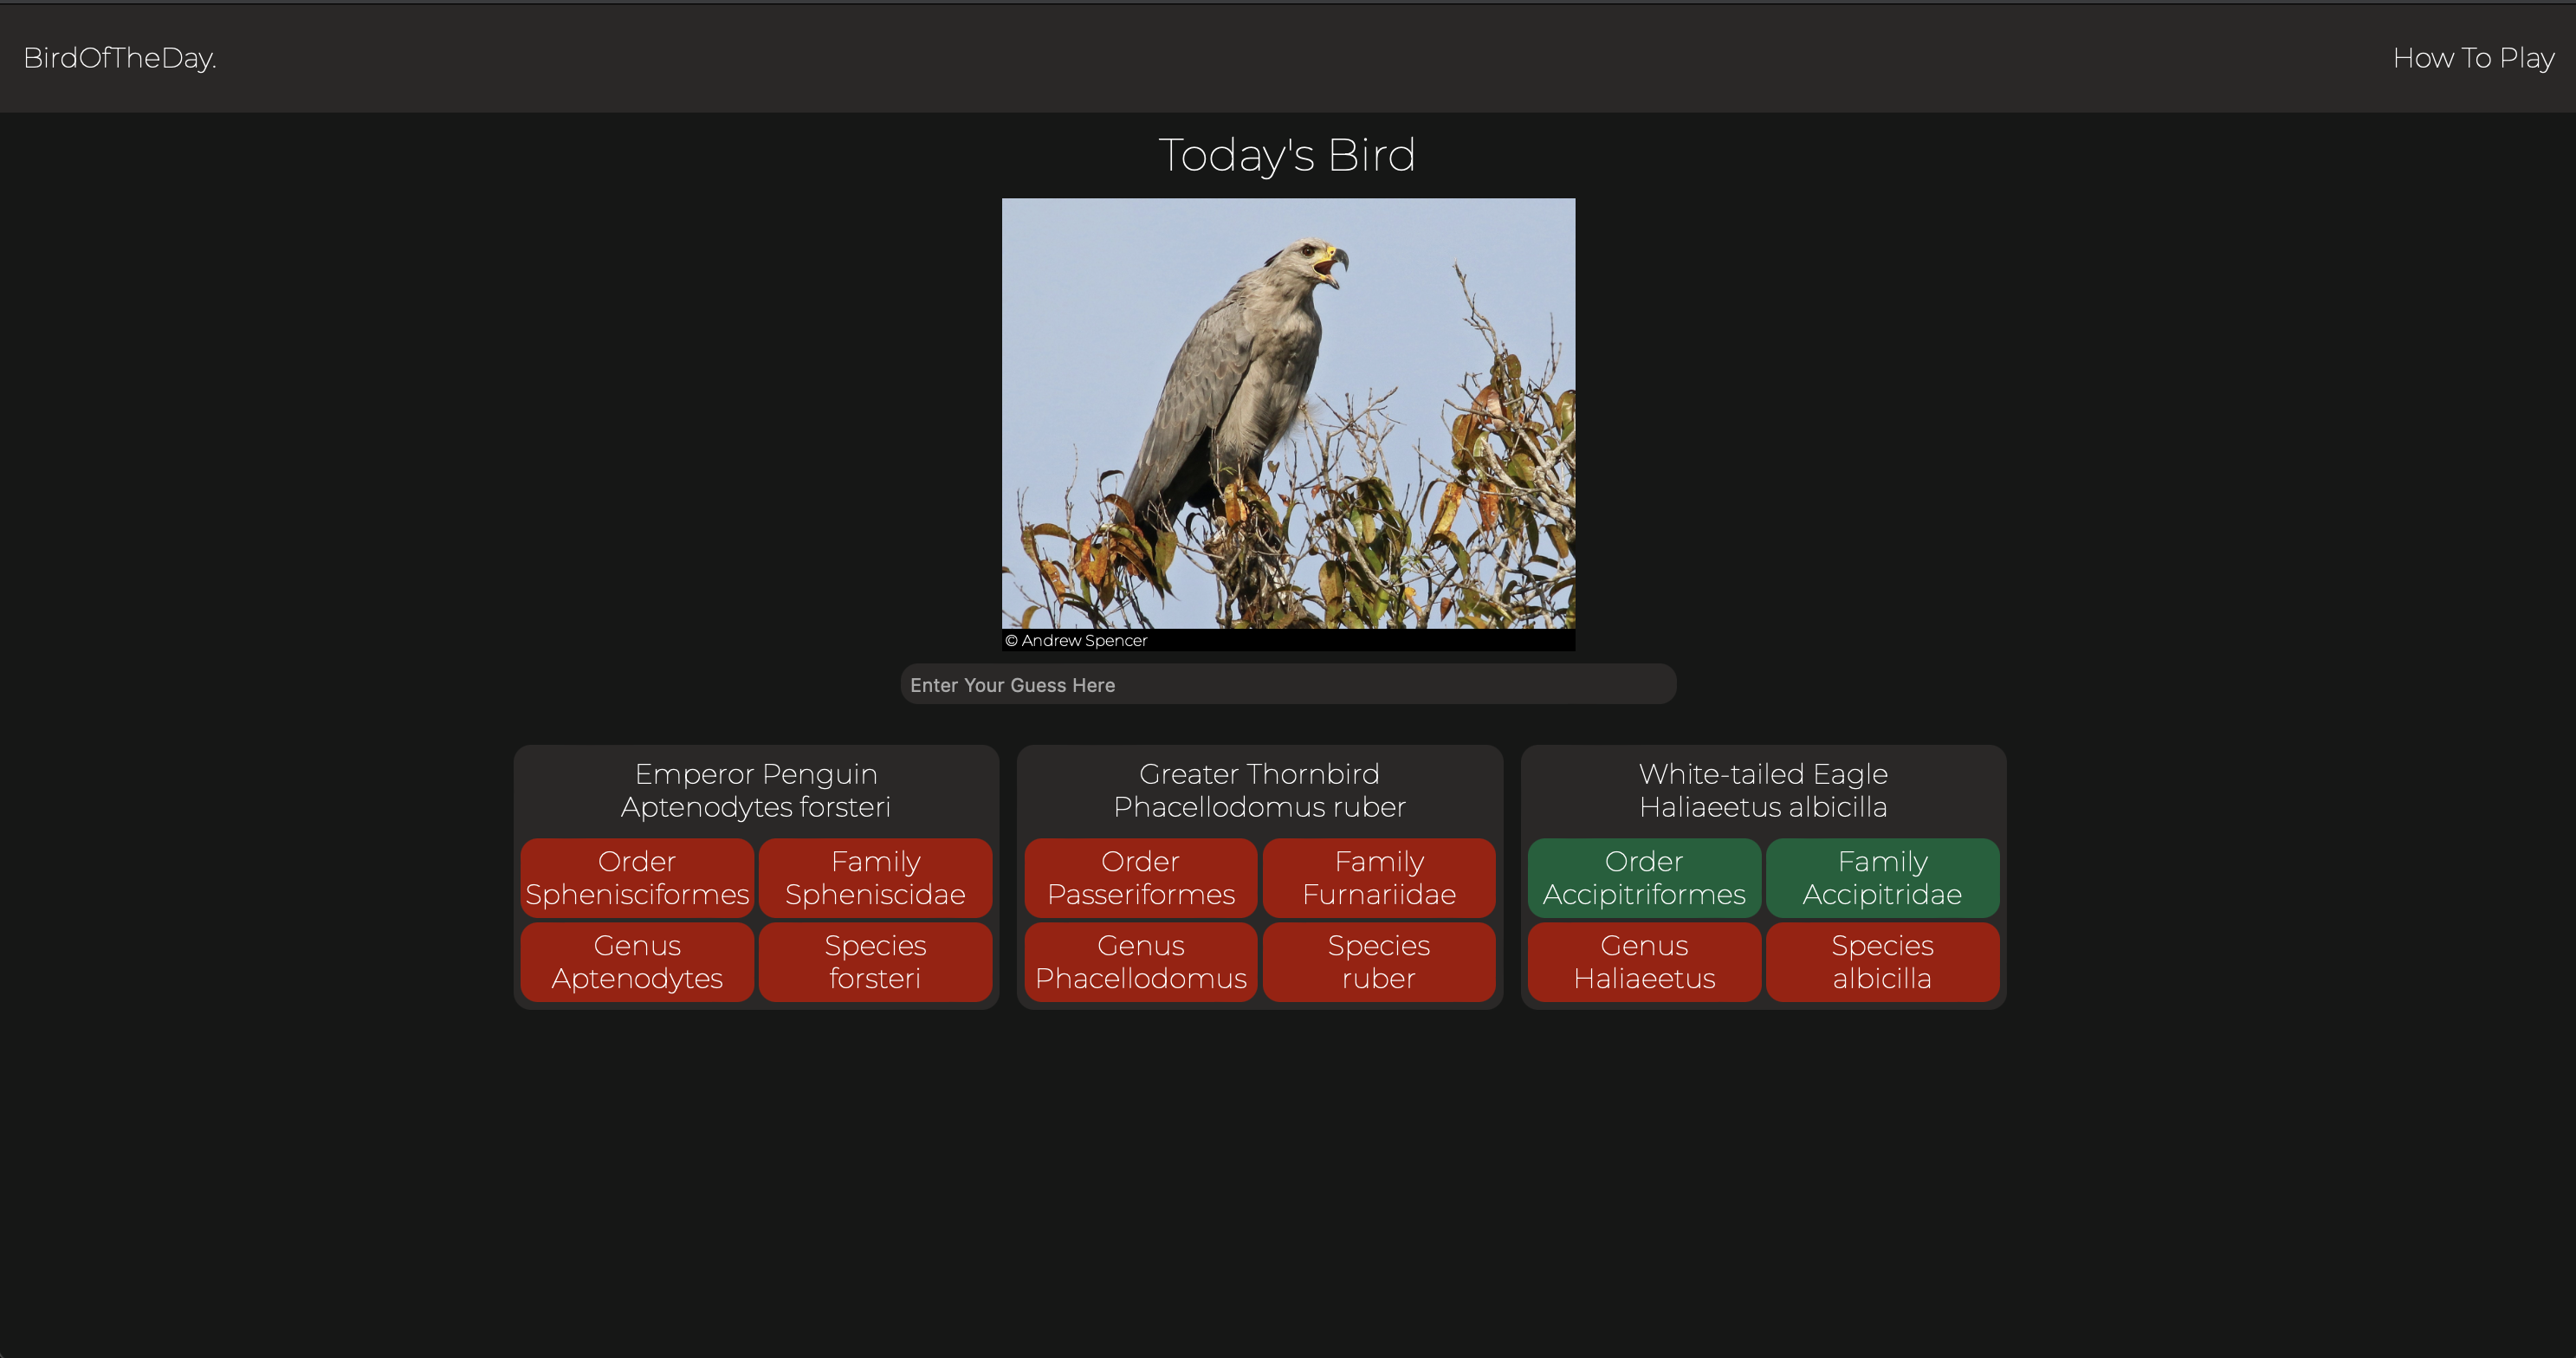 BirdOfTheDay.
How To Play
Today's Bird
© Andrew Spencer
Enter Your Guess Here
Emperor Penguin
Aptenodytes forsteri
Order
Sphenisciformes
Family
Spheniscidae
Genus
Aptenodytes
Species
forsteri
Greater Thornbird
Phacellodomus ruber
Order
Passeriformes
Family
Furnariidae
Genus
Phacellodomus
Species
ruber
White-tailed Eagle
Haliaeetus albicilla
Order
Accipitriformes
Family
Accipitridae
Genus
Haliaeetus
Species
albicilla